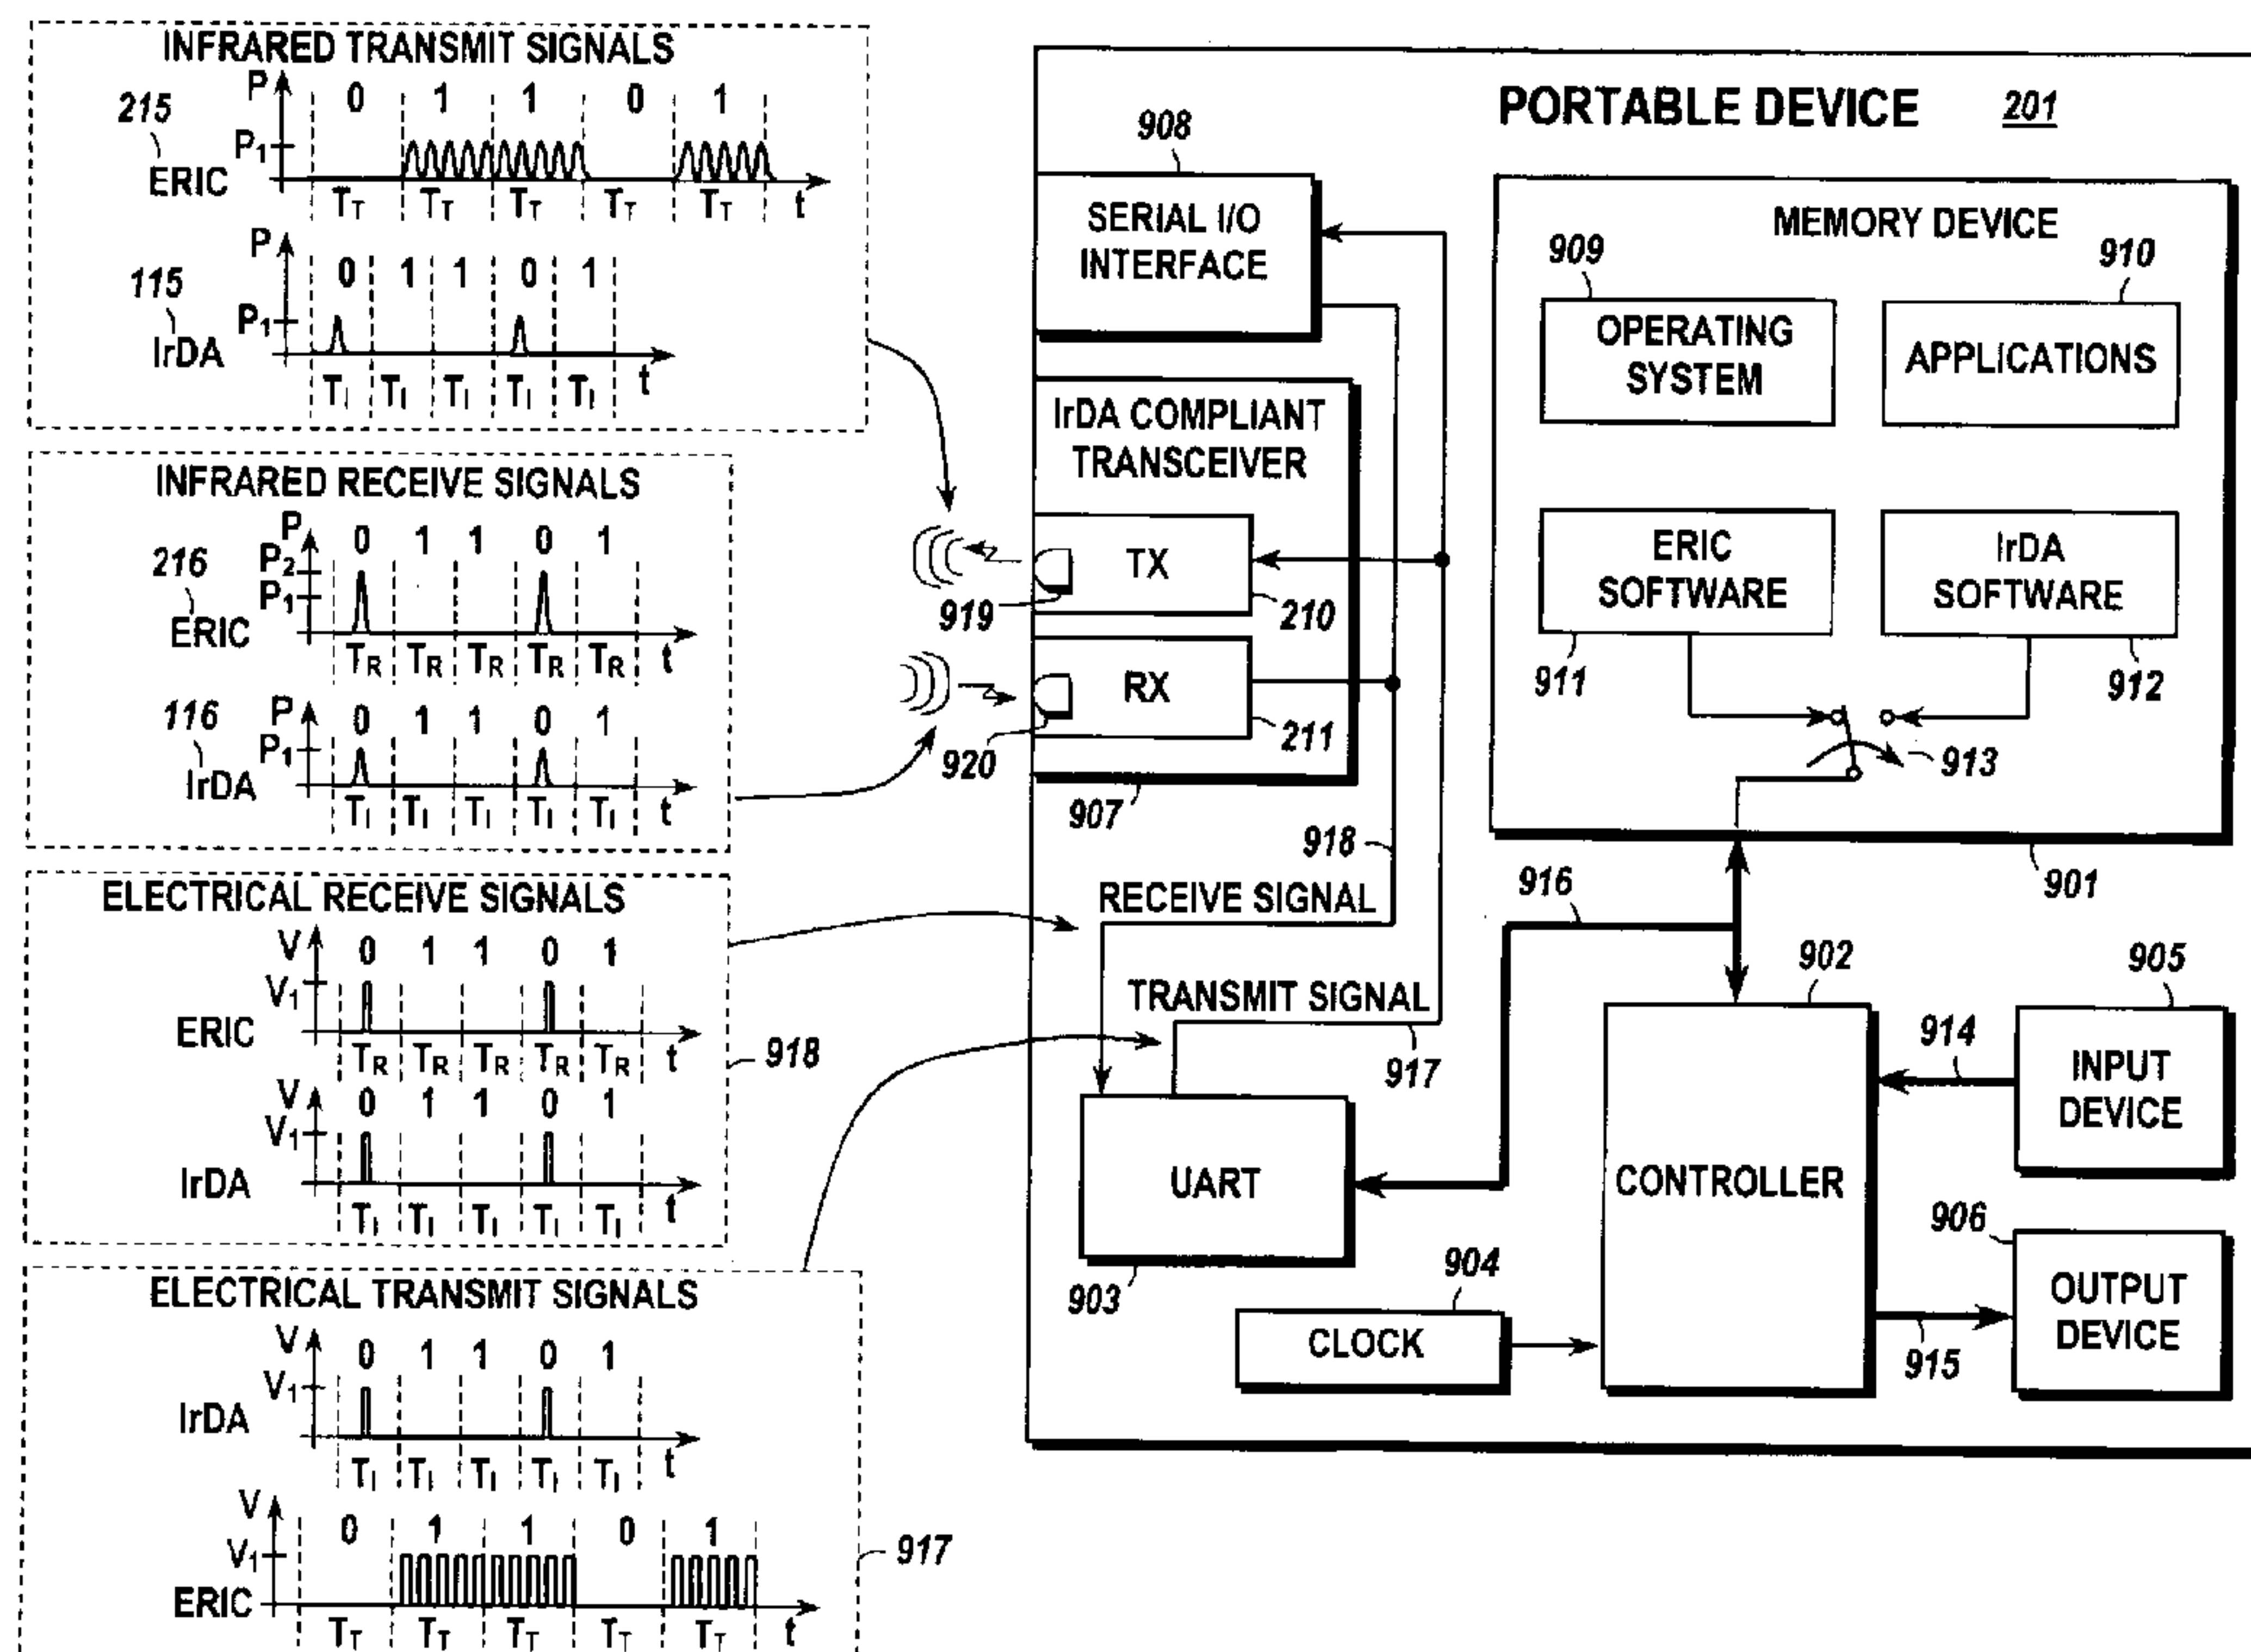 INFRARED TRANSMIT SIGNALS
P
0 1 1 0 1
215
P1
ERIC
TT TT TT TT TT t
P
0 1 1 0 1
115
P1
IrDA
TI TI TI TI TI t
INFRARED RECEIVE SIGNALS
P
0 1 1 0 1
P2
216
P1
ERIC
TR TR TR TR TR t
116
P
0 1 1 0 1
P1
IrDA
TI TI TI TI TI t
ELECTRICAL RECEIVE SIGNALS
V
0 1 1 0 1
V1
ERIC
TR TR TR TR TR t
918
V
0 1 1 0 1
V1
IrDA
TI TI TI TI TI t
ELECTRICAL TRANSMIT SIGNALS
V
0 1 1 0 1
V1
IrDA
TI TI TI TI TI t
V
0 1 1 0 1
V1
917
ERIC
TT TT TT TT TT t
PORTABLE DEVICE 201
908
SERIAL I/O
INTERFACE
IrDA COMPLIANT
TRANSCEIVER
TX
919
210
RX
920
211
907
918
RECEIVE SIGNAL
TRANSMIT SIGNAL
917
UART
903
904
CLOCK
MEMORY DEVICE
909
OPERATING
SYSTEM
910
APPLICATIONS
ERIC
SOFTWARE
911
IrDA
SOFTWARE
912
913
901
916
902
CONTROLLER
905
914
INPUT
DEVICE
906
OUTPUT
DEVICE
915